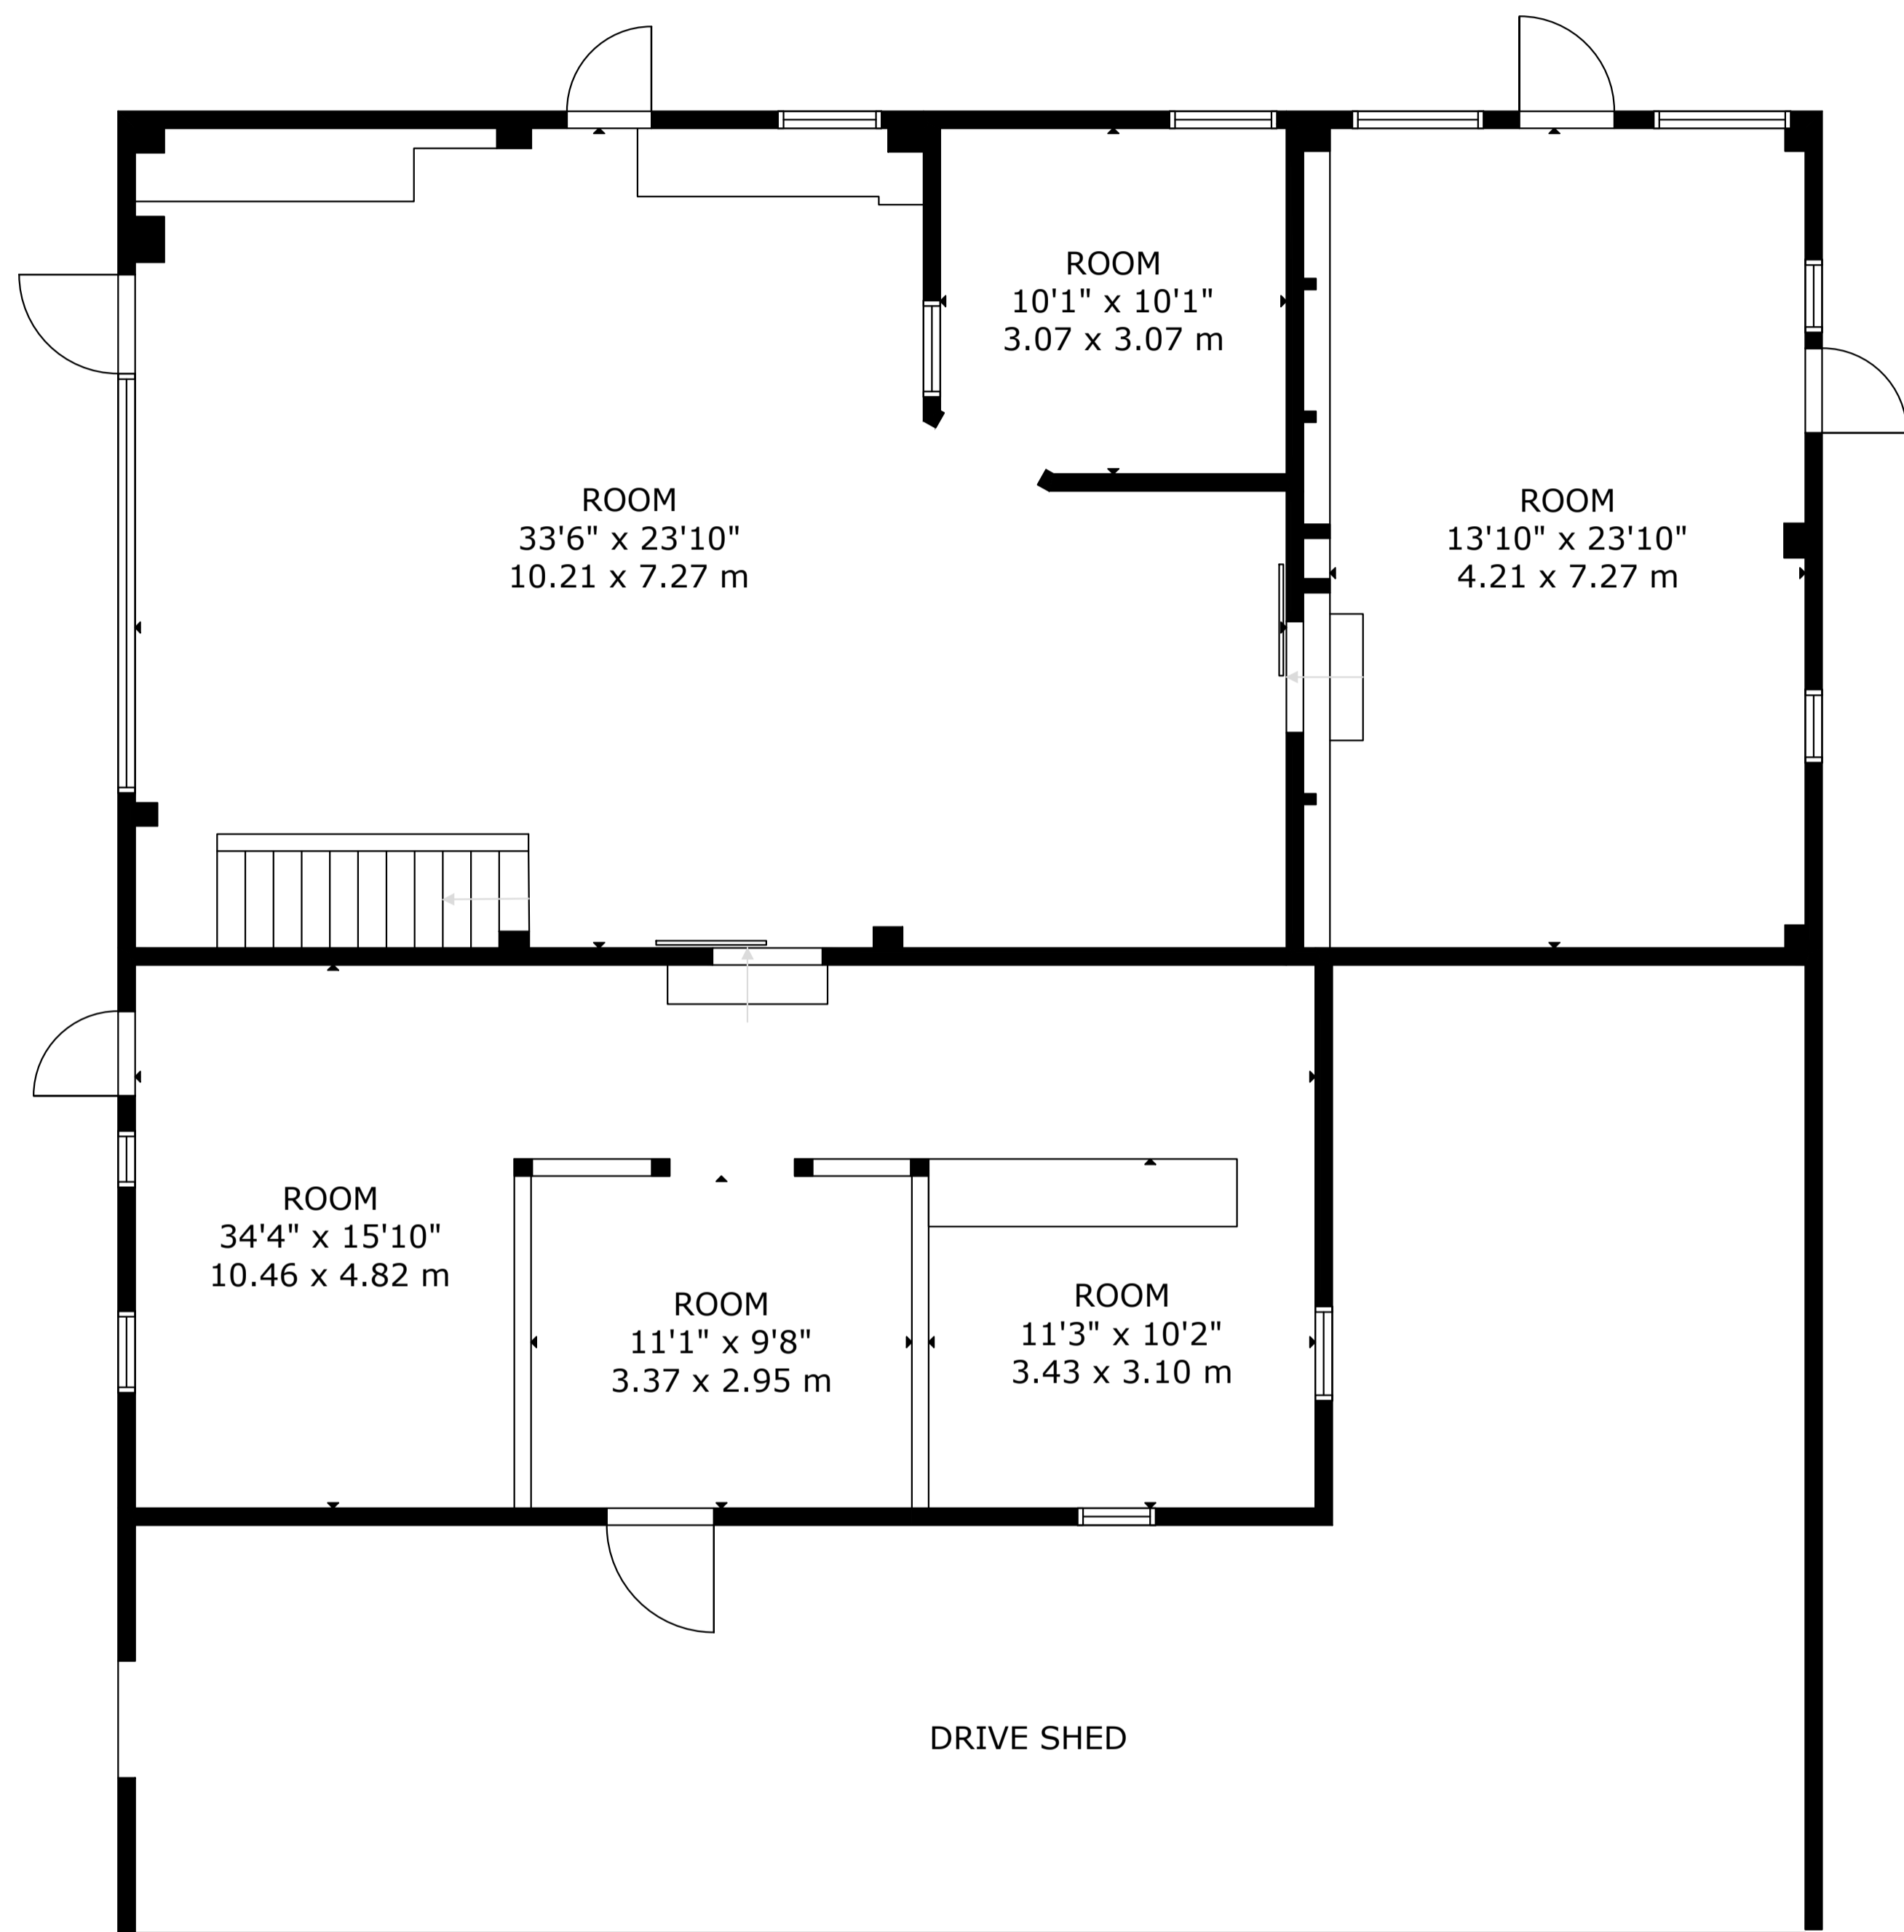 ROOM
10'1" x 10'1"
3.07 x 3.07 m
ROOM
33'6" x 23'10"
10.21 x 7.27 m
ROOM
13'10" x 23'10"
4.21 x 7.27 m
ROOM
34'4" x 15'10"
10.46 x 4.82 m
ROOM
11'1" x 9'8"
3.37 x 2.95 m
ROOM
11'3" x 10'2"
3.43 x 3.10 m
DRIVE SHED